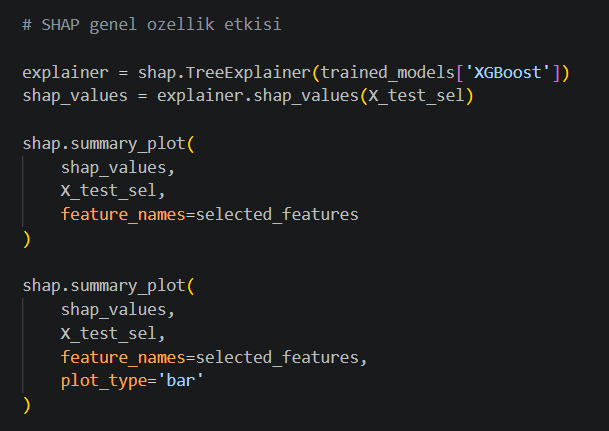 # SHAP genel ozellik etkisi
explainer = shap.TreeExplainer(trained_models['XGBoost'])
shap_values = explainer.shap_values(X_test_sel)
shap.summary_plot(
    shap_values,
    X_test_sel,
    feature_names=selected_features
)
shap.summary_plot(
    shap_values,
    X_test_sel,
    feature_names=selected_features,
    plot_type='bar'
)